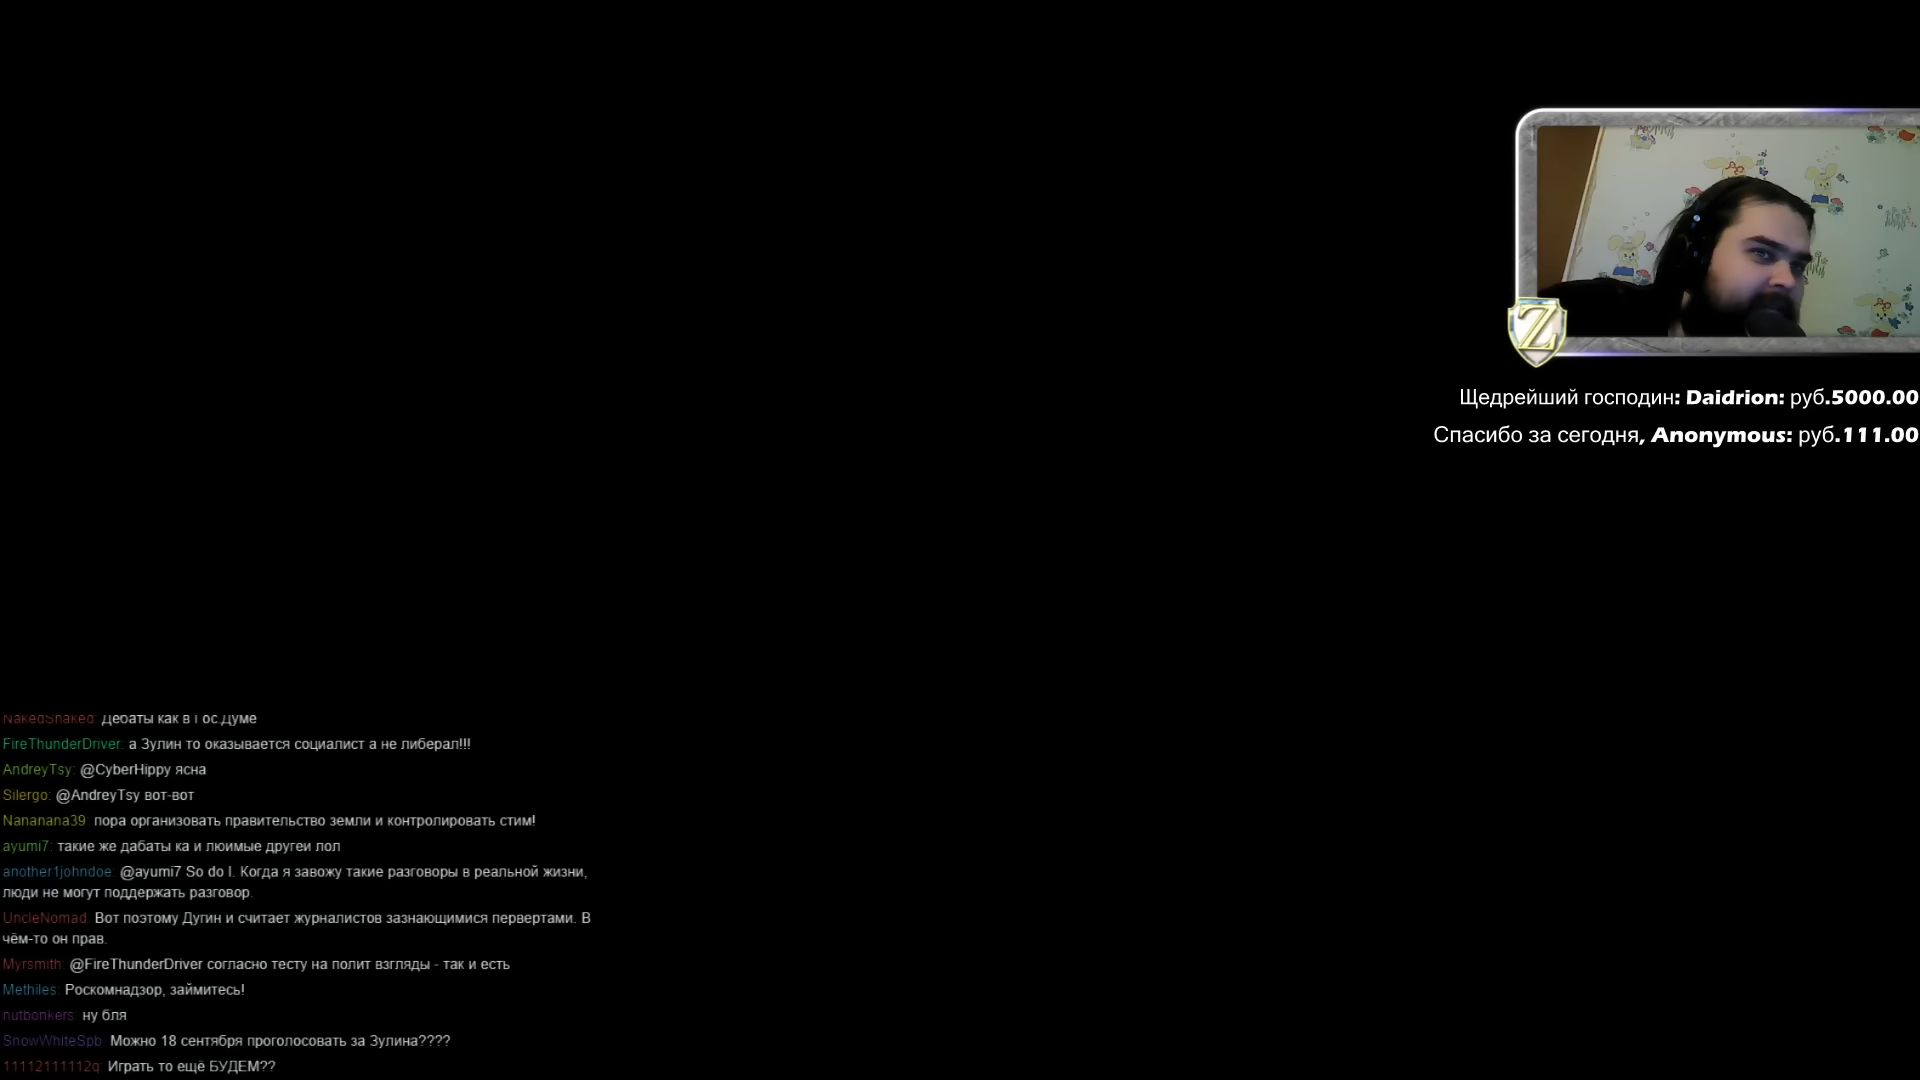 Z
Щедрейший господин: Daidrion: руб.5000.00
Спасибо за сегодня, Anonymous: руб.111.00
NakedSnaked: Дебаты как в Гос.Думе
FireThunderDriver: а Зулин то оказывается социалист а не либерал!!!
AndreyTsy: @CyberHippy ясна
Silergo: @AndreyTsy вот-вот
Nananana39: пора организовать правительство земли и контролировать стим!
ayumi7: такие же дабаты ка и люимые другеи лол
another1johndoe: @ayumi7 So do I. Когда я завожу такие разговоры в реальной жизни,
люди не могут поддержать разговор.
UncleNomad: Вот поэтому Дугин и считает журналистов зазнающимися первертами. В
чём-то он прав.
Myrsmith: @FireThunderDriver согласно тесту на полит взгляды - так и есть
Methiles: Роскомнадзор, займитесь!
nutbonkers: ну бля
SnowWhiteSpb: Можно 18 сентября проголосовать за Зулина????
11112111112q: Играть то ещё БУДЕМ??